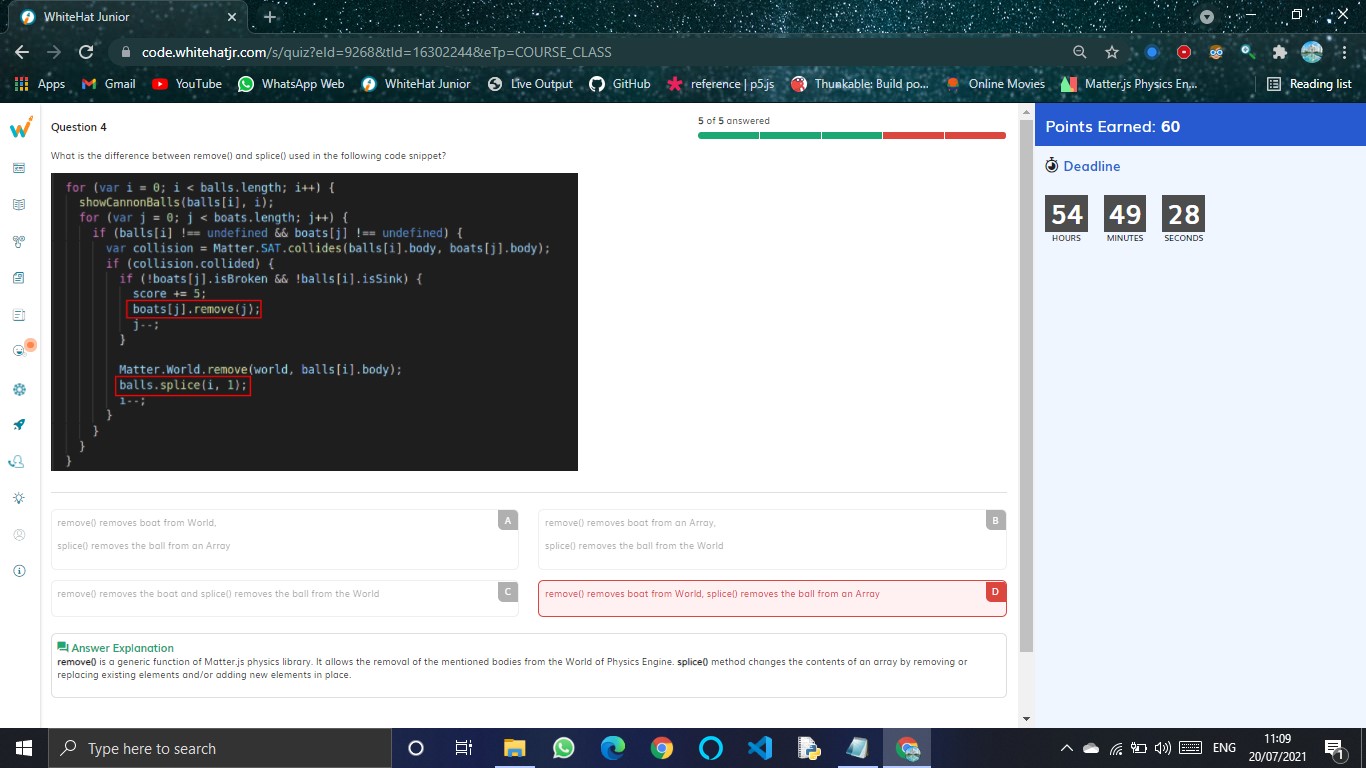 WhiteHat Junior
code.whitehatjr.com/s/quiz?eId=9268&tId=16302244&eTp=COURSE_CLASS
Apps Gmail YouTube WhatsApp Web WhiteHat Junior Live Output GitHub reference | p5.js Thunkable: Build po... Online Movies Matter.js Physics En... Reading list
Question 4
5 of 5 answered
Points Earned: 60
What is the difference between remove() and splice() used in the following code snippet?
Deadline
54 49 28
HOURS MINUTES SECONDS
for (var i = 0; i < balls.length; i++) {
showCannonBalls(balls[i], i);
for (var j = 0; j < boats.length; j++) {
if (balls[i] !== undefined && boats[j] !== undefined) {
var collision = Matter.SAT.collides(balls[i].body, boats[j].body);
if (collision.collided) {
if (!boats[j].isBroken && !balls[i].isSink) {
score += 5;
boats[j].remove(j);
j--;
}
Matter.World.remove(world, balls[i].body);
balls.splice(i, 1);
i--;
}
}
}
}
A
remove() removes boat from World,
splice() removes the ball from an Array
B
remove() removes boat from an Array,
splice() removes the ball from the World
C
remove() removes the boat and splice() removes the ball from the World
D
remove() removes boat from World, splice() removes the ball from an Array
Answer Explanation
remove() is a generic function of Matter.js physics library. It allows the removal of the mentioned bodies from the World of Physics Engine. splice() method changes the contents of an array by removing or
replacing existing elements and/or adding new elements in place.
Type here to search
ENG
11:09
20/07/2021
1